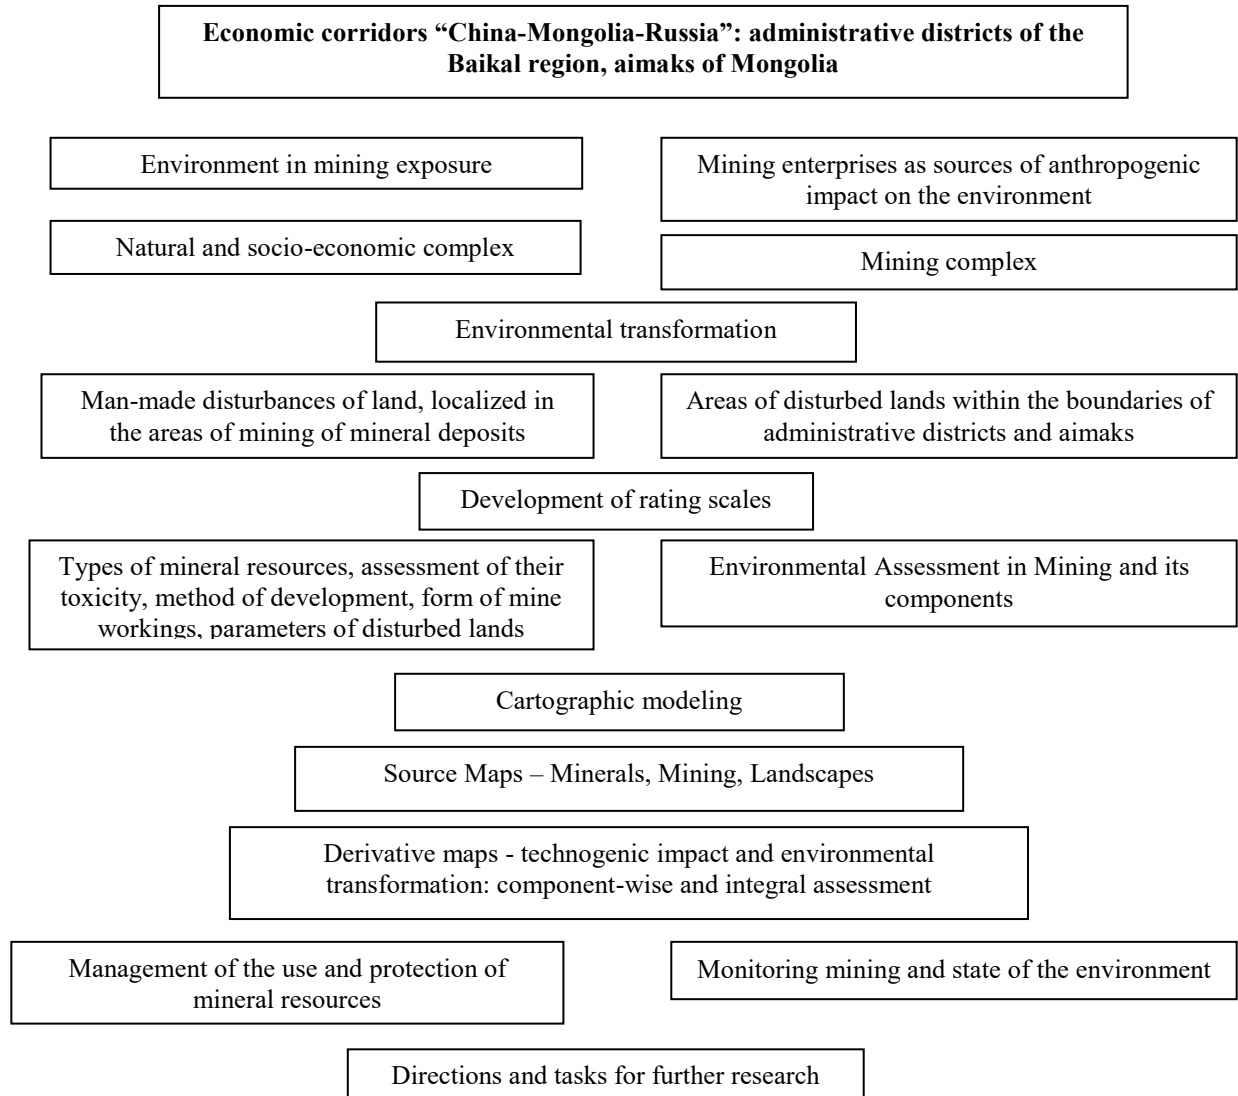 Economic corridors “China-Mongolia-Russia”: administrative districts of the
Baikal region, aimaks of Mongolia
Environment in mining exposure
Mining enterprises as sources of anthropogenic
impact on the environment
Natural and socio-economic complex
Mining complex
Environmental transformation
Man-made disturbances of land, localized in
the areas of mining of mineral deposits
Areas of disturbed lands within the boundaries of
administrative districts and aimaks
Development of rating scales
Types of mineral resources, assessment of their
toxicity, method of development, form of mine
workings, parameters of disturbed lands
Environmental Assessment in Mining and its
components
Cartographic modeling
Source Maps – Minerals, Mining, Landscapes
Derivative maps - technogenic impact and environmental
transformation: component-wise and integral assessment
Management of the use and protection of
mineral resources
Monitoring mining and state of the environment
Directions and tasks for further research